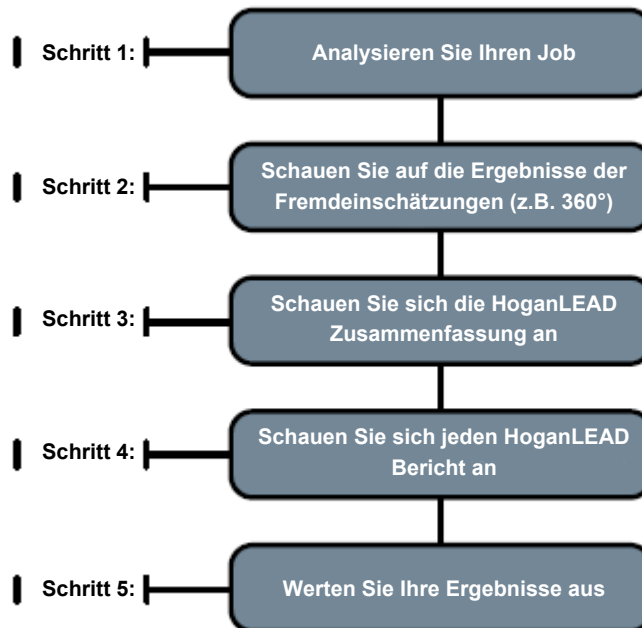 Schritt 1:
Analysieren Sie Ihren Job
Schritt 2:
Schauen Sie auf die Ergebnisse der
Fremdeinschätzungen (z.B. 360°)
Schritt 3:
Schauen Sie sich die HoganLEAD
Zusammenfassung an
Schritt 4:
Schauen Sie sich jeden HoganLEAD
Bericht an
Schritt 5:
Werten Sie Ihre Ergebnisse aus